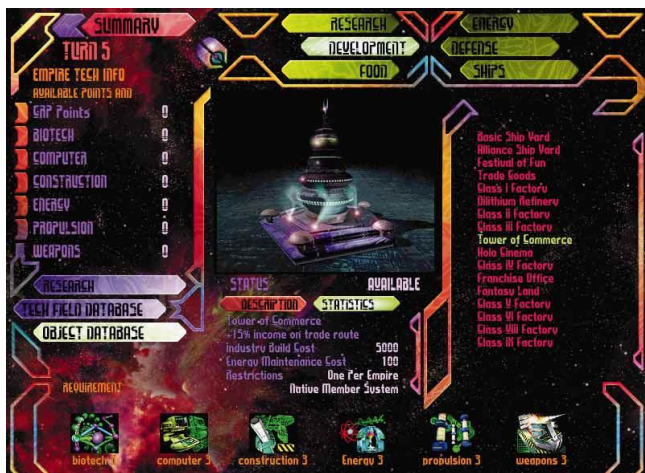 SUMMARY
TURN 5
EMPIRE TECH INFO
AVAILABLE POINTS AND
GAP Points 0
BIOTECH 0
COMPUTER 0
CONSTRUCTION 0
ENERGY 0
PROPULSION 0
WEAPONS 0
RESEARCH
TECH FIELD DATABASE
OBJECT DATABASE
RESEARCH
DEVELOPMENT
FOOD
ENERGY
DEFENSE
SHIPS
STATUS AVAILABLE
DESCRIPTION STATISTICS
Tower of Commerce
+15% income on trade route
Industry Build Cost 5000
Energy Maintenance Cost 100
Restrictions One Per Empire
Native Member System
Basic Ship Yard
Alliance Ship Yard
Festival of Fun
Trade Goods
Class I Factory
Dilithium Refinery
Class ii Factory
Class iii Factory
Tower of Commerce
Holo Cinema
Class IV Factory
Franchise Office
Fantasy Land
Class V Factory
Class VI Factory
Class Viii Factory
Class iX Factory
REQUIREMENT
biotech
computer 3
construction 3
Energy 3
propulsion 3
weapons 3